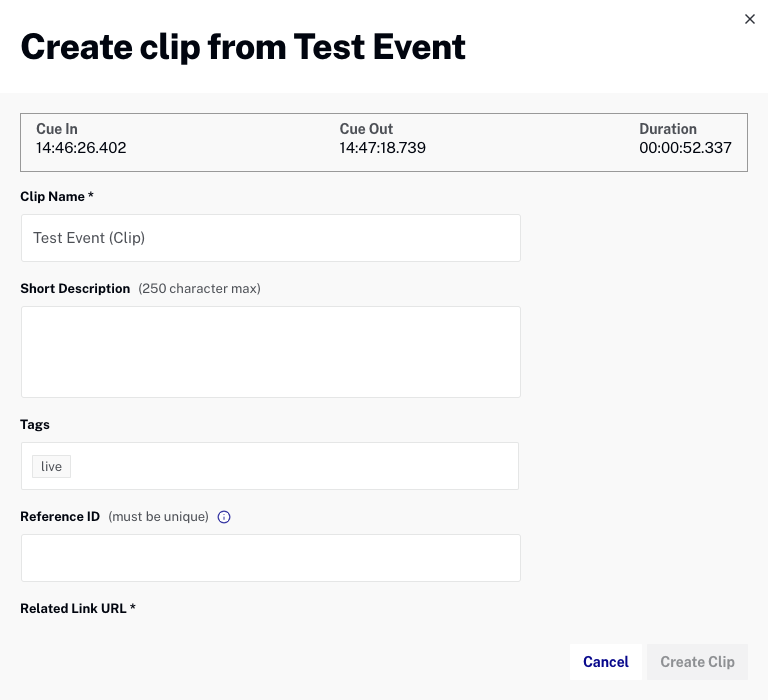 Create clip from Test Event
Cue In Cue Out Duration
14:46:26.402 14:47:18.739 00:00:52.337
Clip Name *
Test Event (Clip)
Short Description (250 character max)
Tags
live
Reference ID (must be unique)
Related Link URL *
Cancel Create Clip